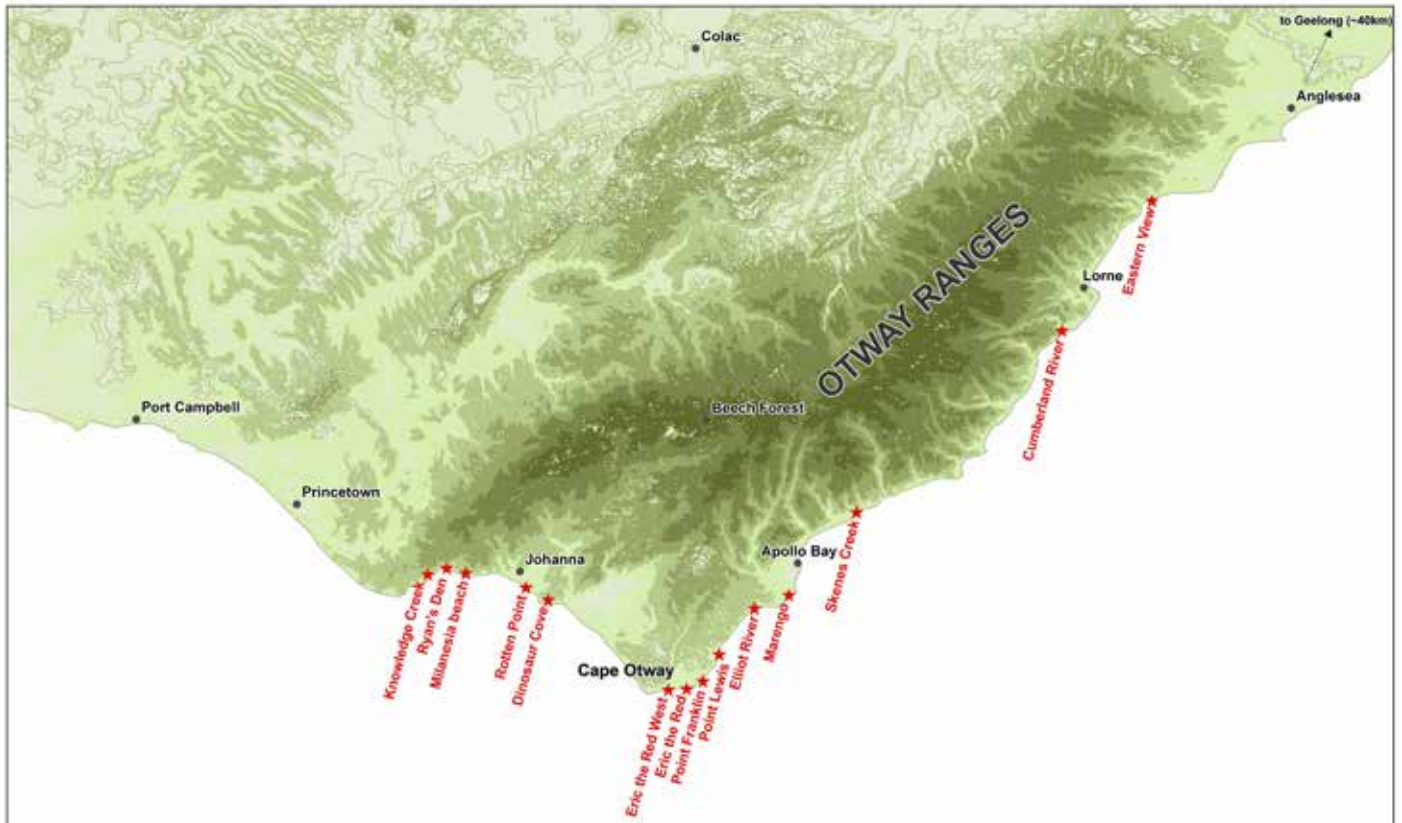 to Geelong (~40km)
Colac
Anglesea
OTWAY RANGES
Eastern View
Lorne
Cumberland River
Port Campbell
Beech Forest
Princetown
Skenes Creek
Apollo Bay
Johanna
Knowledge Creek
Ryan's Den
Milanesia beach
Rotten Point
Dinosaur Cove
Cape Otway
Eric the Red West
Eric the Red
Point Franklin
Point Lewis
Elliot River
Marengo